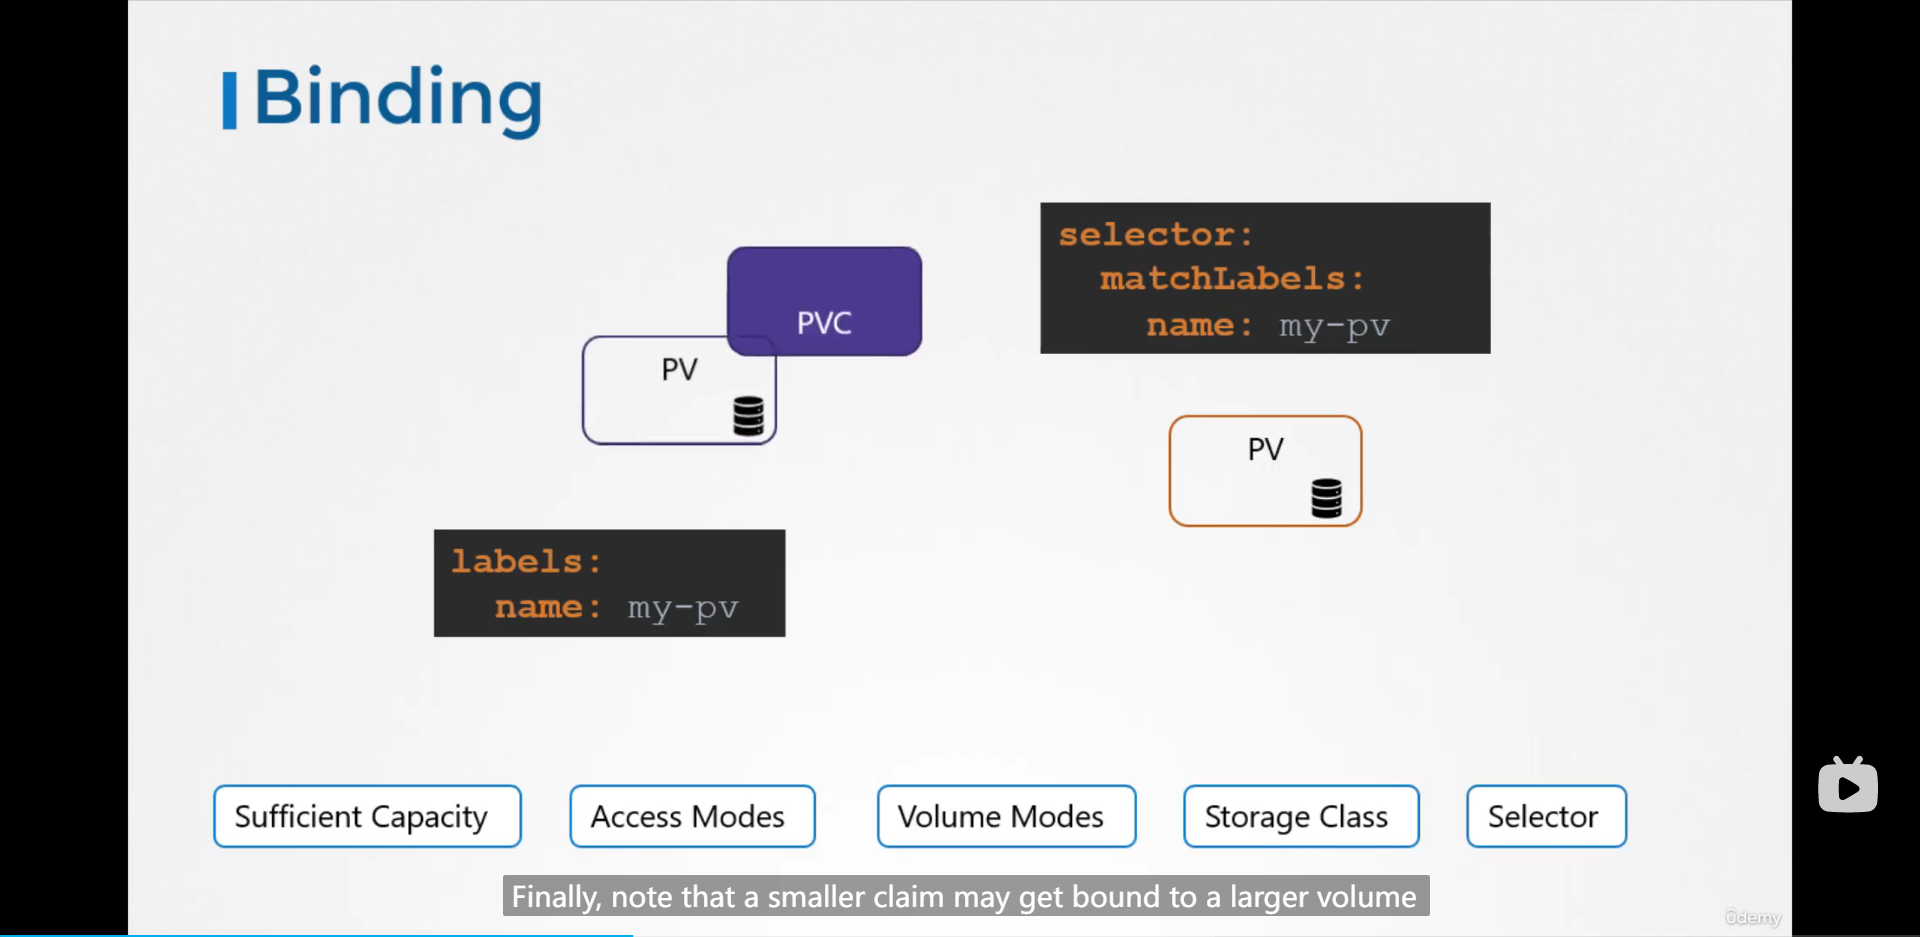 Binding
PVC
PV
selector:
matchLabels:
name: my-pv
PV
labels:
name: my-pv
Sufficient Capacity
Access Modes
Volume Modes
Storage Class
Selector
Finally, note that a smaller claim may get bound to a larger volume
ûdemy